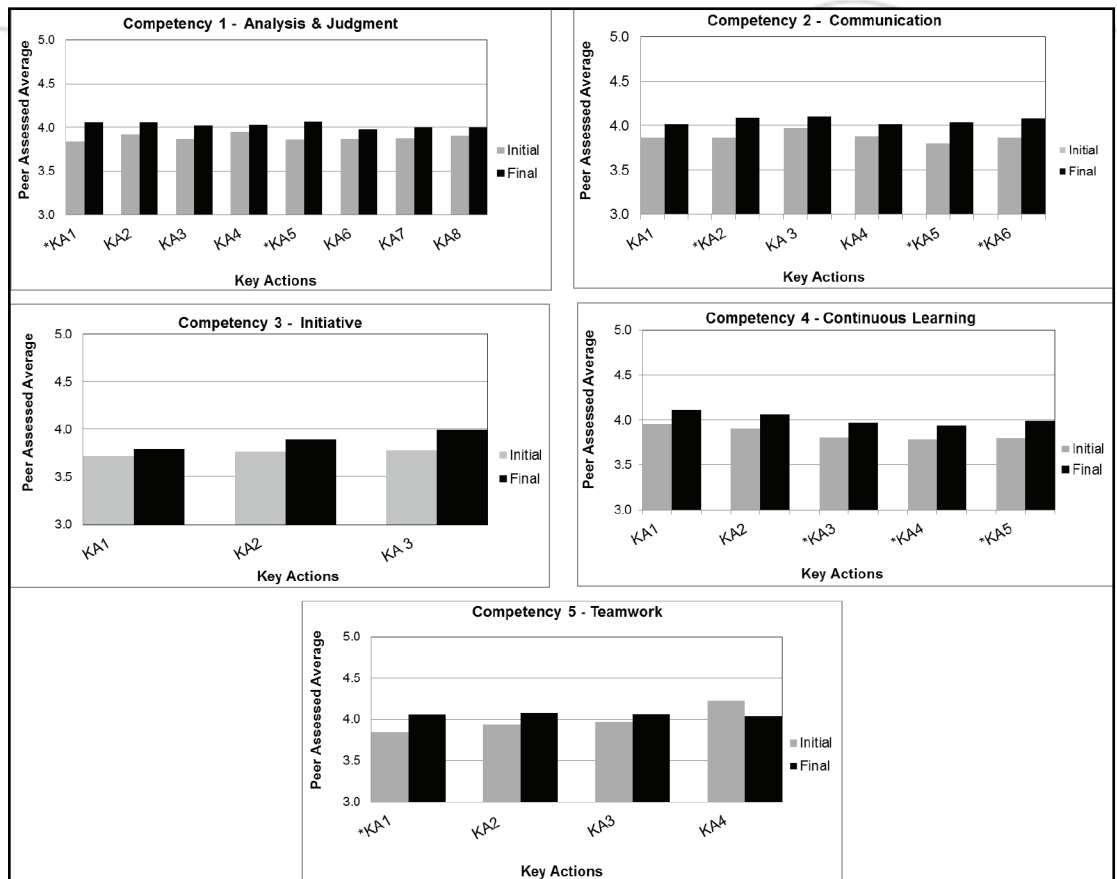 Competency 1 - Analysis & Judgment
Peer Assessed Average
5.0
4.5
4.0
3.5
3.0
*KA1 KA2 KA3 KA4 *KA5 KA6 KA7 KA8
Key Actions
Initial
Final
Competency 2 - Communication
Peer Assessed Average
5.0
4.5
4.0
3.5
3.0
KA1 *KA2 KA 3 KA4 *KA5 *KA6
Key Actions
Initial
Final
Competency 3 - Initiative
Peer Assessed Average
5.0
4.5
4.0
3.5
3.0
KA1 KA2 KA 3
Key Actions
Initial
Final
Competency 4 - Continuous Learning
Peer Assessed Average
5.0
4.5
4.0
3.5
3.0
KA1 KA2 *KA3 *KA4 *KA5
Key Actions
Initial
Final
Competency 5 - Teamwork
Peer Assessed Average
5.0
4.5
4.0
3.5
3.0
*KA1 KA2 KA3 KA4
Key Actions
Initial
Final